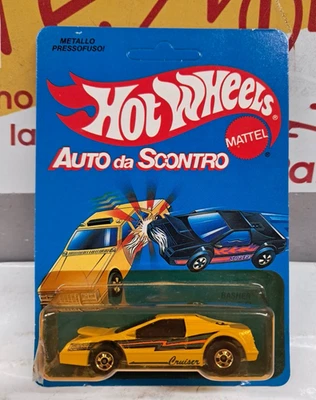 METALLO
PRESSOFUSO!
HOT WHEELS
MATTEL
AUTO da SCONTRO
Cruiser